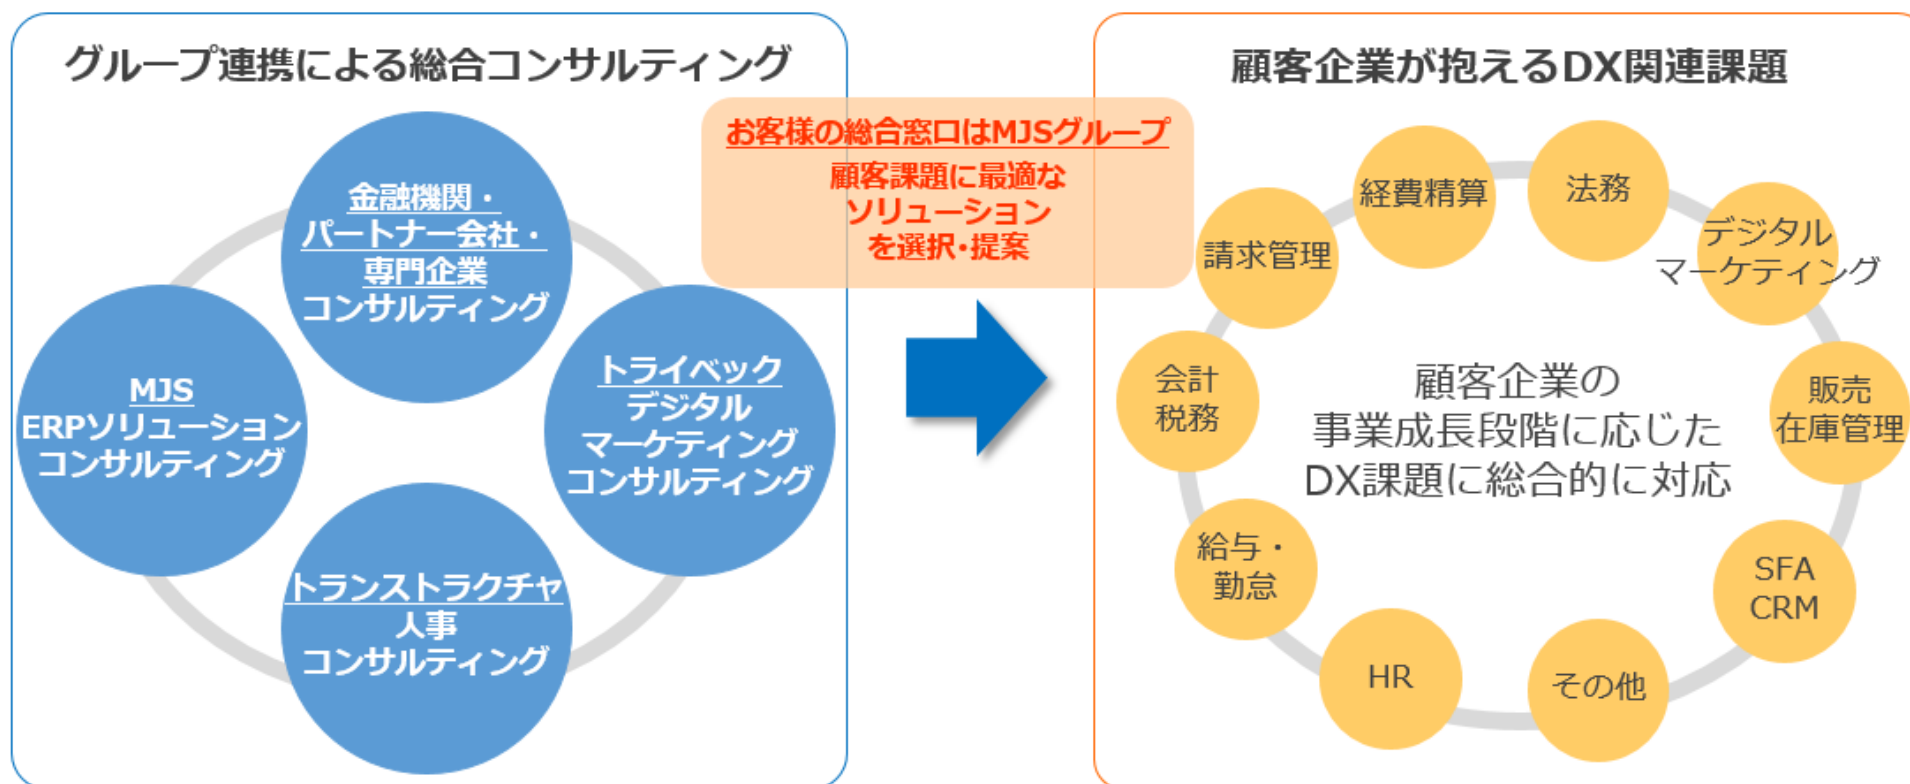 グループ連携による総合コンサルティング
金融機関・
パートナー会社・
専門企業
コンサルティング
MJS
ERPソリューション
コンサルティング
トライベック
デジタル
マーケティング
コンサルティング
トランストラクチャ
人事
コンサルティング
お客様の総合窓口はMJSグループ
顧客課題に最適な
ソリューション
を選択・提案
顧客企業が抱えるDX関連課題
経費精算
法務
デジタル
マーケティング
請求管理
会計
税務
販売
在庫管理
顧客企業の
事業成長段階に応じた
DX課題に総合的に対応
給与・
勤怠
SFA
CRM
HR
その他